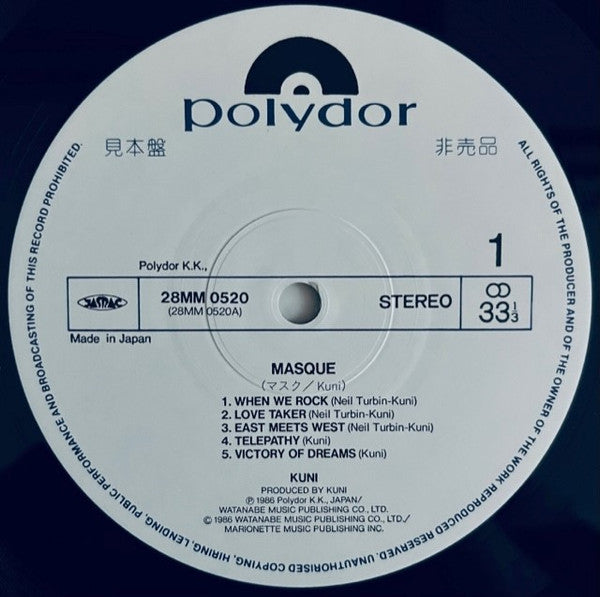 polydor
見本盤
非売品
1
Polydor K.K.,
JASRAC
28MM 0520
(28MM 0520A)
STEREO
33 1/3
Made in Japan
MASQUE
(マスク/Kuni)
1. WHEN WE ROCK (Neil Turbin-Kuni)
2. LOVE TAKER (Neil Turbin-Kuni)
3. EAST MEETS WEST (Neil Turbin-Kuni)
4. TELEPATHY (Kuni)
5. VICTORY OF DREAMS (Kuni)
KUNI
PRODUCED BY KUNI
Ⓟ 1986 Polydor K.K., JAPAN/
WATANABE MUSIC PUBLISHING CO., LTD.
© 1986 WATANABE MUSIC PUBLISHING CO., LTD./
MARIONETTE MUSIC PUBLISHING INC.
ALL RIGHTS OF THE PRODUCER AND OF THE OWNER OF THE WORK REPRODUCED RESERVED. UNAUTHORISED COPYING, HIRING, LENDING, PUBLIC PERFORMANCE AND BROADCASTING OF THIS RECORD PROHIBITED.